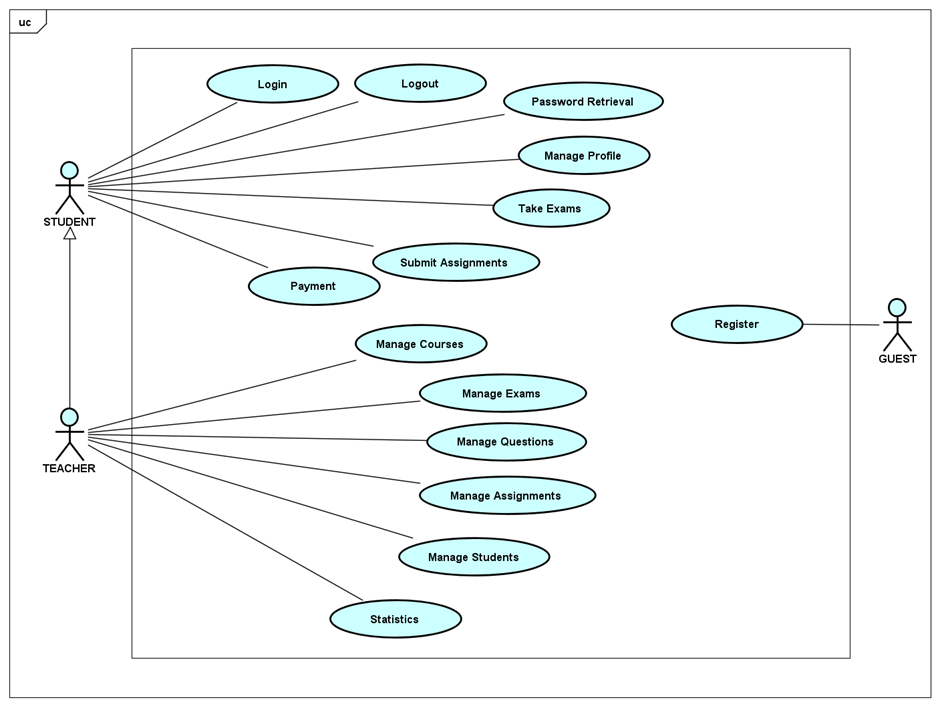 uc
Login
Logout
Password Retrieval
Manage Profile
Take Exams
STUDENT
Submit Assignments
Payment
Register
GUEST
Manage Courses
Manage Exams
Manage Questions
TEACHER
Manage Assignments
Manage Students
Statistics